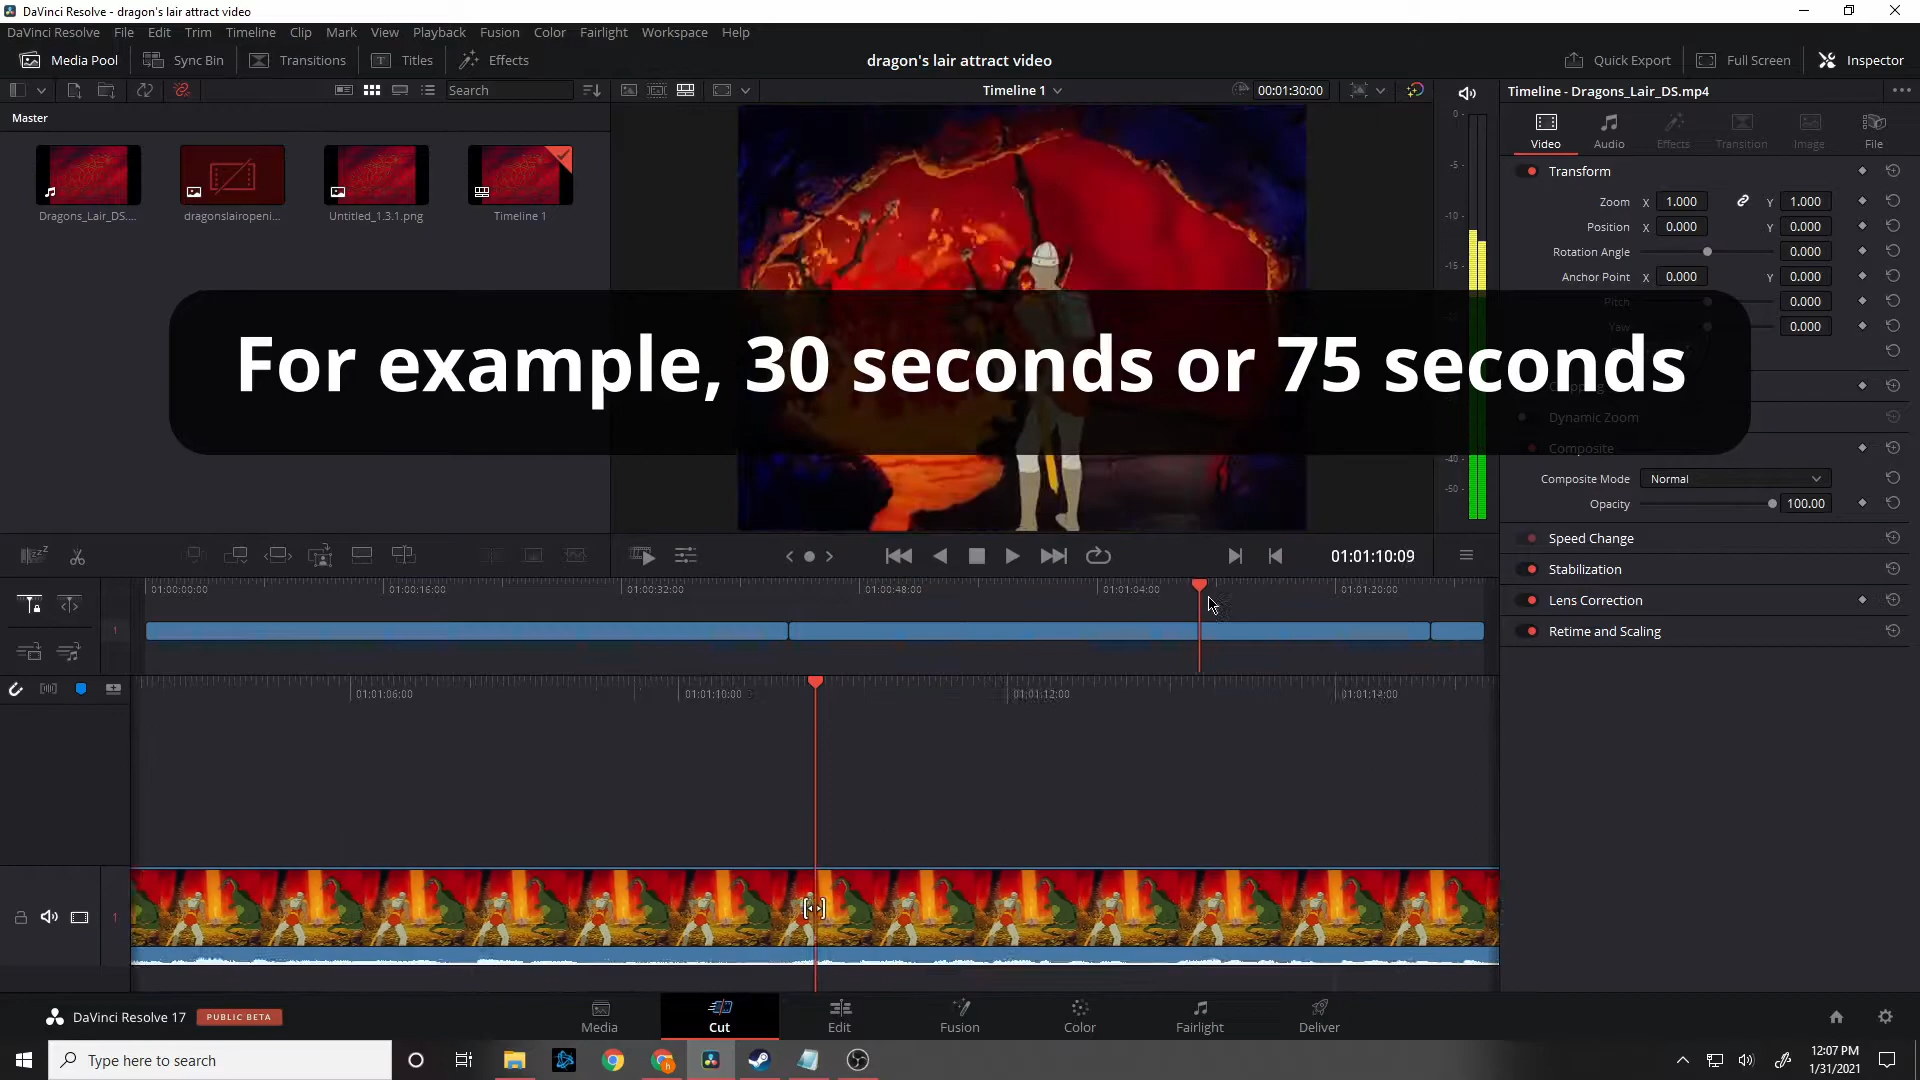 DaVinci Resolve - dragon's lair attract video
DaVinci Resolve File Edit Trim Timeline Clip Mark View Playback Fusion Color Fairlight Workspace Help
Media Pool Sync Bin Transitions Titles Effects dragon's lair attract video Quick Export Full Screen Inspector
Search Timeline 1 00:01:30:00 Timeline - Dragons_Lair_DS.mp4
Master
Video Audio Effects Transition Image File
Dragons_Lair_DS.... dragonslairopeni... Untitled_1.3.1.png Timeline 1
0
-5
-10
-15
-40
-50
Transform
Zoom X 1.000 Y 1.000
Position X 0.000 Y 0.000
Rotation Angle 0.000
Anchor Point X 0.000 Y 0.000
Pitch 0.000
Yaw 0.000
For example, 30 seconds or 75 seconds
Dynamic Zoom
Composite
Composite Mode Normal
Opacity 100.00
Speed Change
Stabilization
Lens Correction
Retime and Scaling
01:01:10:09
01:00:00:00 01:00:16:00 01:00:32:00 01:00:48:00 01:01:04:00 01:01:20:00
1
01:01:06:00 01:01:10:00 01:01:12:00 01:01:14:00
1
DaVinci Resolve 17 PUBLIC BETA
Media Cut Edit Fusion Color Fairlight Deliver
Type here to search
12:07 PM
1/31/2021